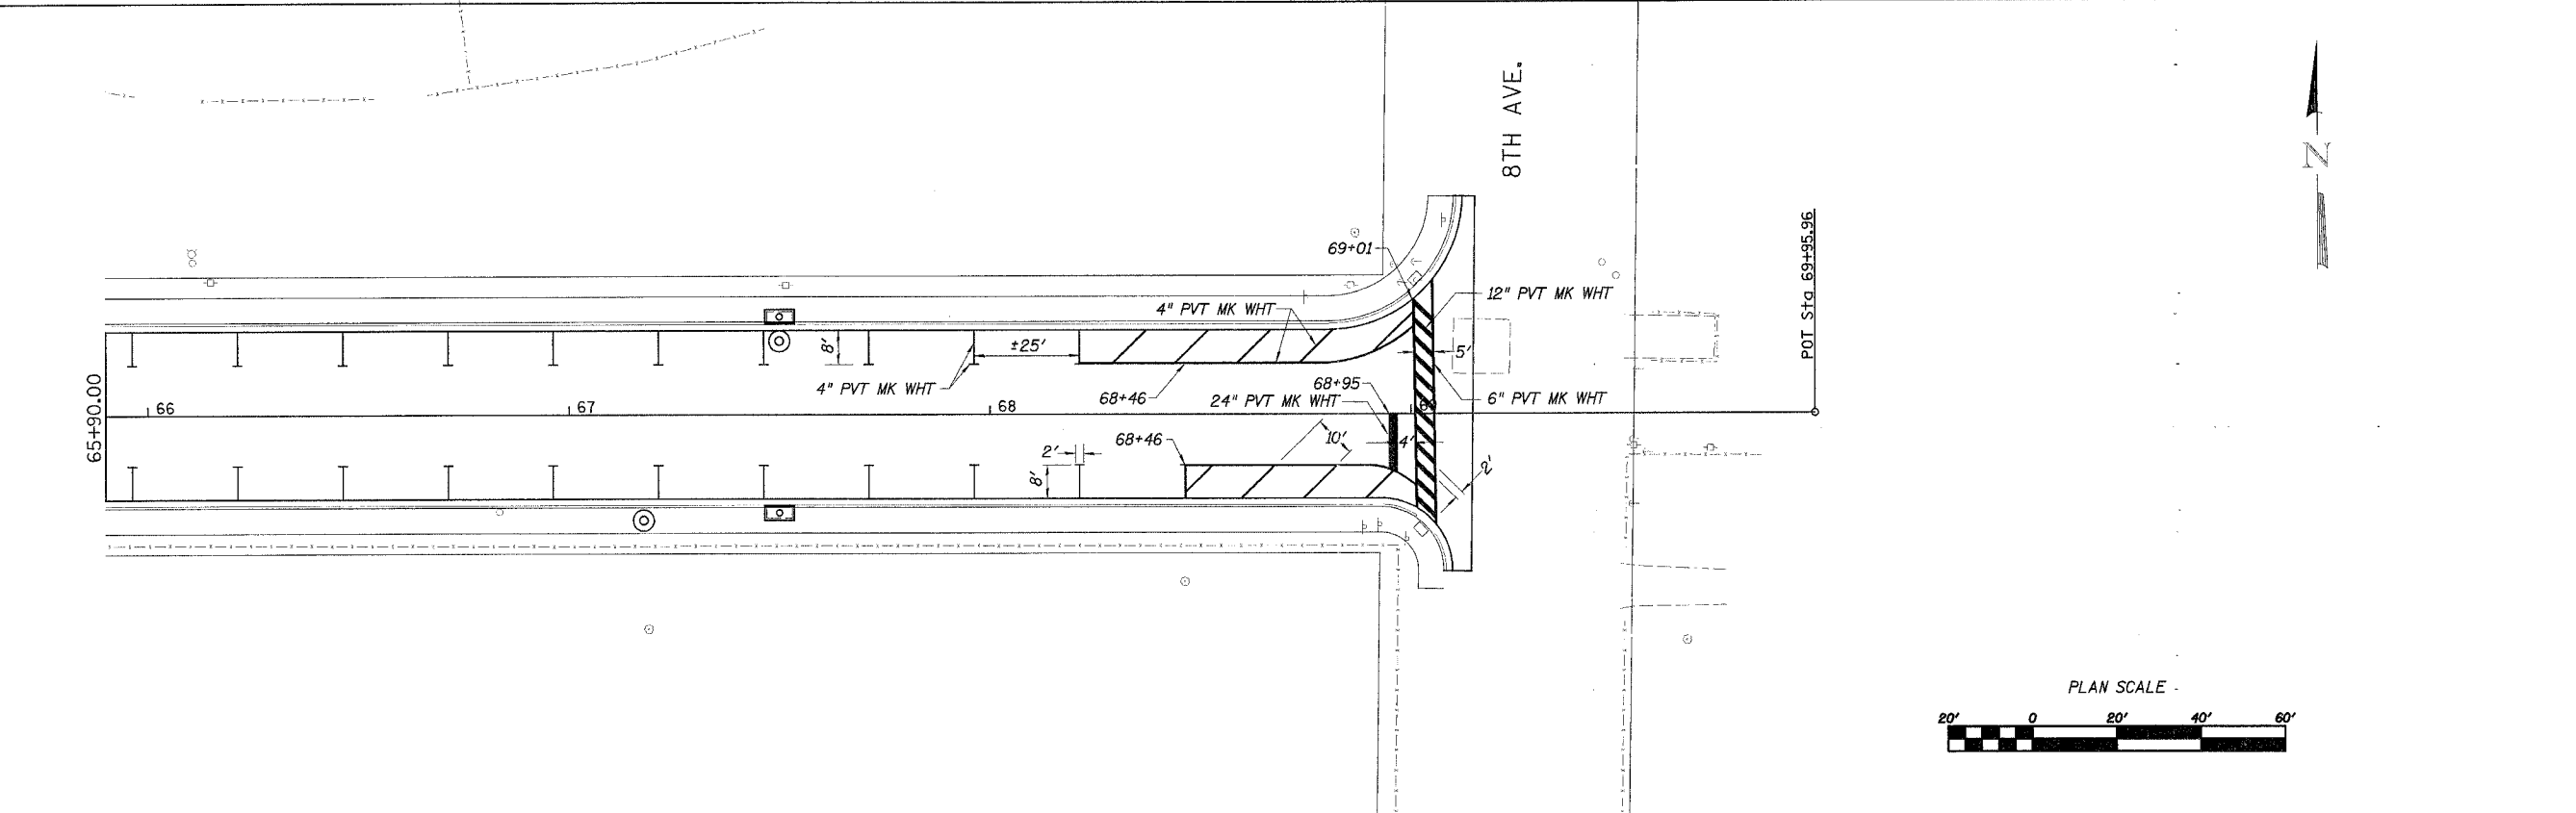 8TH AVE.
N
69+01
POT Sta 69+95.96
12" PVT MK WHT
4" PVT MK WHT
8'
±25'
5'
4" PVT MK WHT
68+46
68+95
24" PVT MK WHT
6" PVT MK WHT
65+90.00
66
67
68
68+46
10'
4'
2'
8'
2'
PLAN SCALE
20' 0 20' 40' 60'